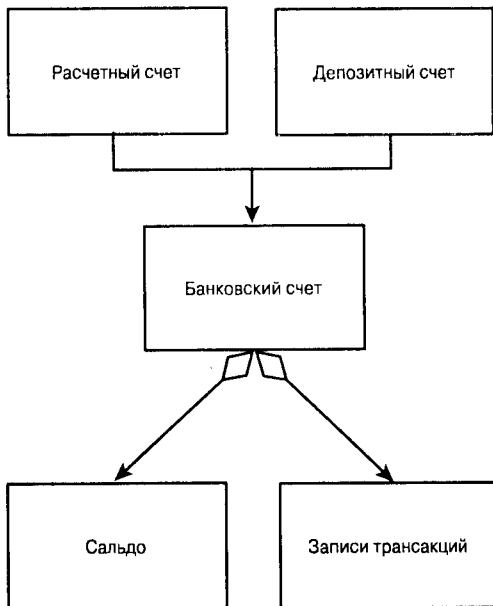 Расчетный счет
Депозитный счет
Банковский счет
Сальдо
Записи трансакций